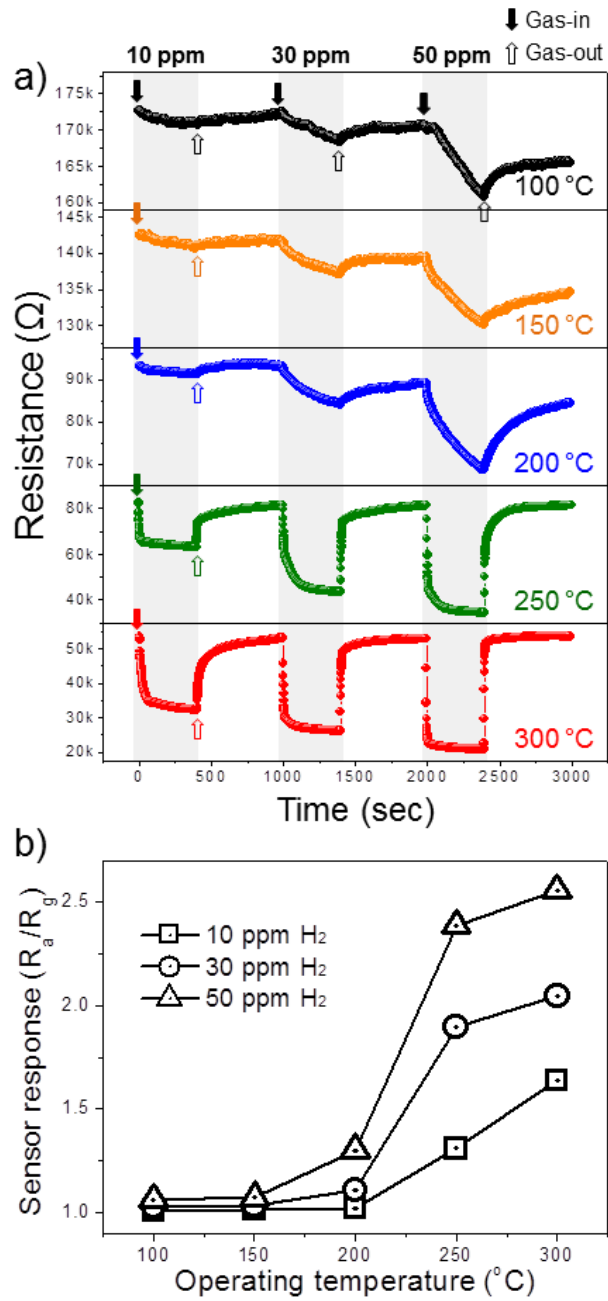 Gas-in
10 ppm 30 ppm 50 ppm Gas-out
a)
175k
170k
165k
160k
100 °C
145k
140k
135k
130k
150 °C
90k
80k
70k
200 °C
80k
60k
40k
250 °C
50k
40k
30k
20k
300 °C
Resistance (Ω)
0 500 1000 1500 2000 2500 3000
Time (sec)
b)
2.5
2.0
1.5
1.0
Sensor response (Ra/Rg)
10 ppm H2
30 ppm H2
50 ppm H2
100 150 200 250 300
Operating temperature (°C)